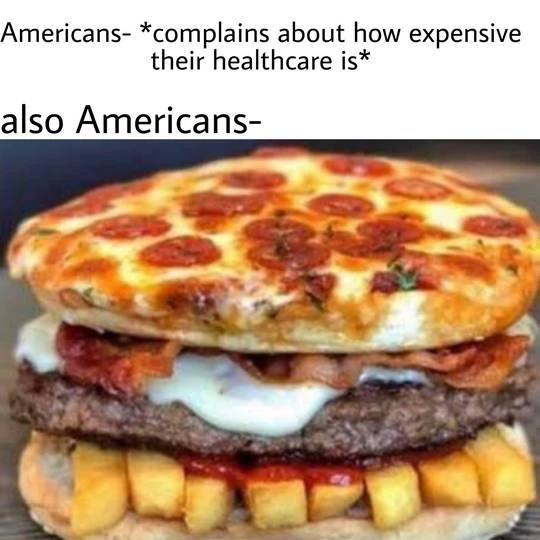 Americans- *complains about how expensive
their healthcare is*
also Americans-